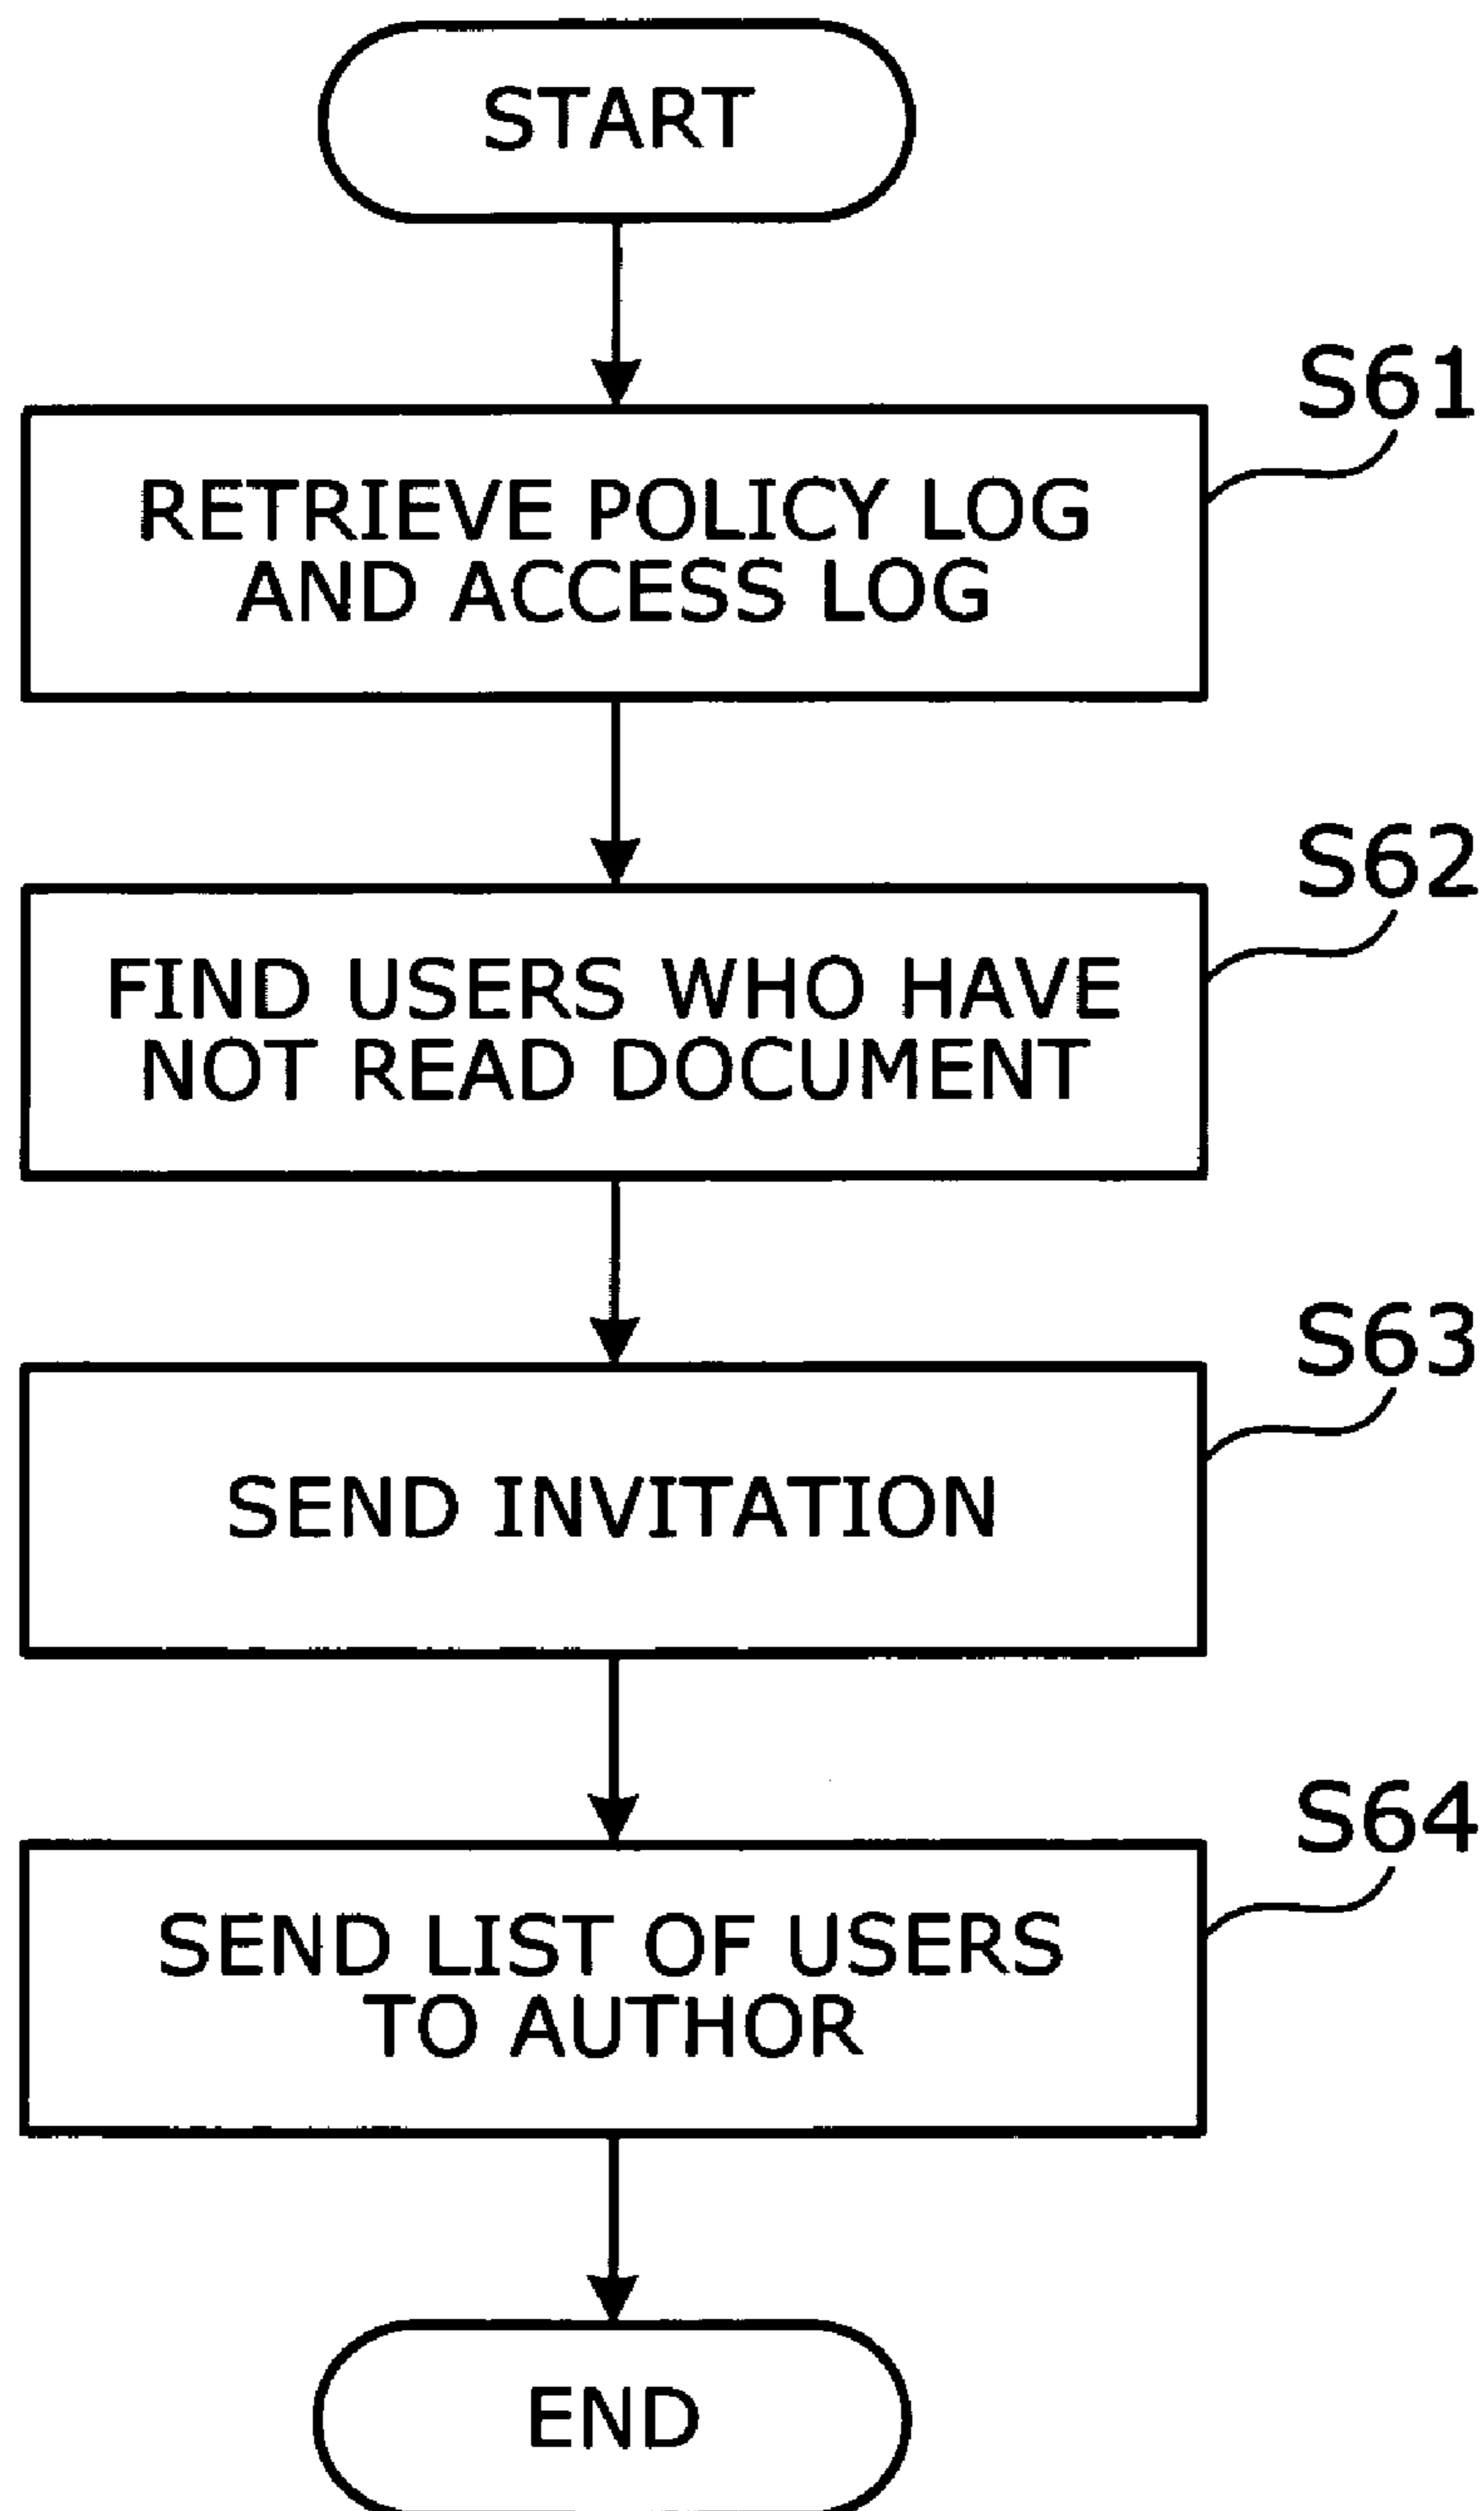 START
S61
RETRIEVE POLICY LOG
AND ACCESS LOG
S62
FIND USERS WHO HAVE
NOT READ DOCUMENT
S63
SEND INVITATION
S64
SEND LIST OF USERS
TO AUTHOR
END